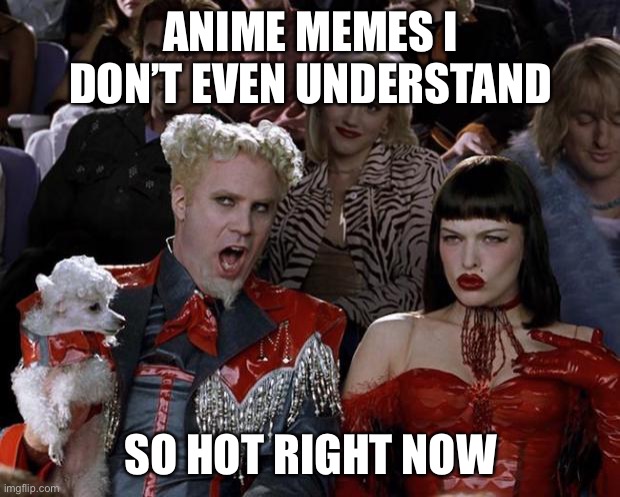 ANIME MEMES I
DON'T EVEN UNDERSTAND
SO HOT RIGHT NOW
imgflip.com